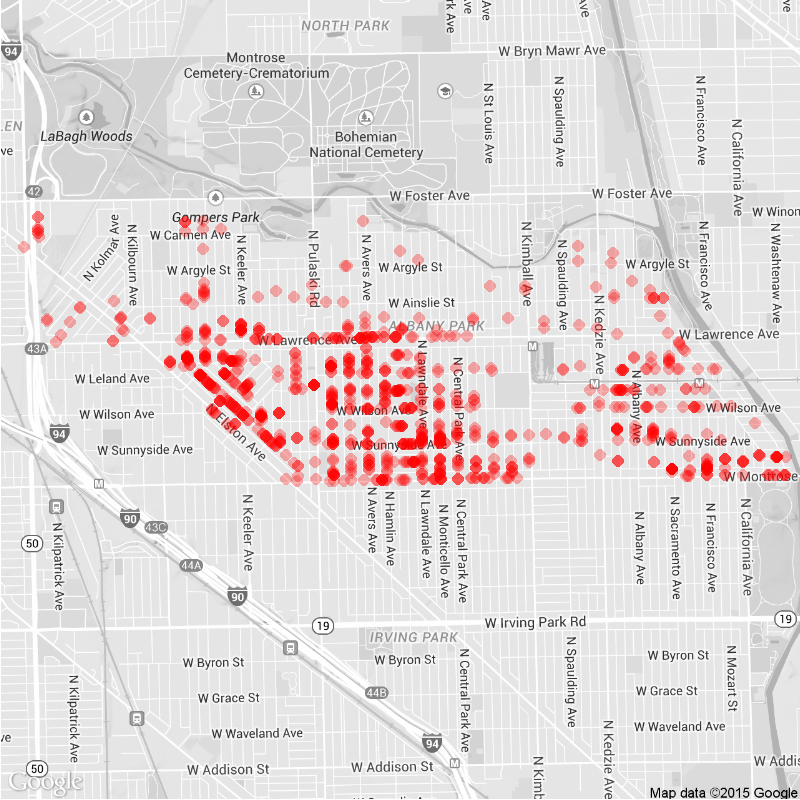 NORTH PARK
94
W Bryn Mawr Ave
N Ave
N Ave
Montrose
Cemetery-Crematorium
N St Louis Ave
N Spaulding Ave
N Francisco Ave
N California Ave
LEN
LaBagh Woods
Bohemian
National Cemetery
ve
42
W Foster Ave
W Foster Ave
W Winon
Gompers Park
W Carmen Ave
N Kolmar Ave
N Kilbourn Ave
N Keeler Ave
N Pulaski Rd
N Avers Ave
N Kimball Ave
N Spaulding Ave
N Francisco Ave
N Washtenaw Ave
W Argyle St
W Argyle St
W Argyle St
W Ainslie St
N Kedzie Ave
ALBANY PARK
W Lawrence Ave
W Lawrence Ave
43A
M
N Lawndale Ave
N Central Park Ave
N Albany Ave
W Leland Ave
M
M
W Wilson Ave
W Wilson Ave
W Wilson Ave
N Elston Ave
94
W Sunnyside Ave
W Sunnyside Ave
W Sunnyside Ave
W Montrose
M
N Keeler Ave
N Avers Ave
N Hamlin Ave
N Lawndale Ave
N Monticello Ave
N Central Park Ave
N Albany Ave
N Sacramento Ave
N Francisco Ave
N California Ave
90
43C
50
N Kilpatrick Ave
44A
90
19
W Irving Park Rd
19
IRVING PARK
W Byron St
W Byron St
W Byron St
N Kilpatrick Ave
N Central Park Ave
N Spaulding Ave
N Mozart St
W Grace St
W Grace St
44B
W Waveland Ave
W Waveland Ave
N Kedzie Ave
ve
94
50
W Addison St
W Addison St
W Addis
M
N Kimb
Google
Map data ©2015 Google